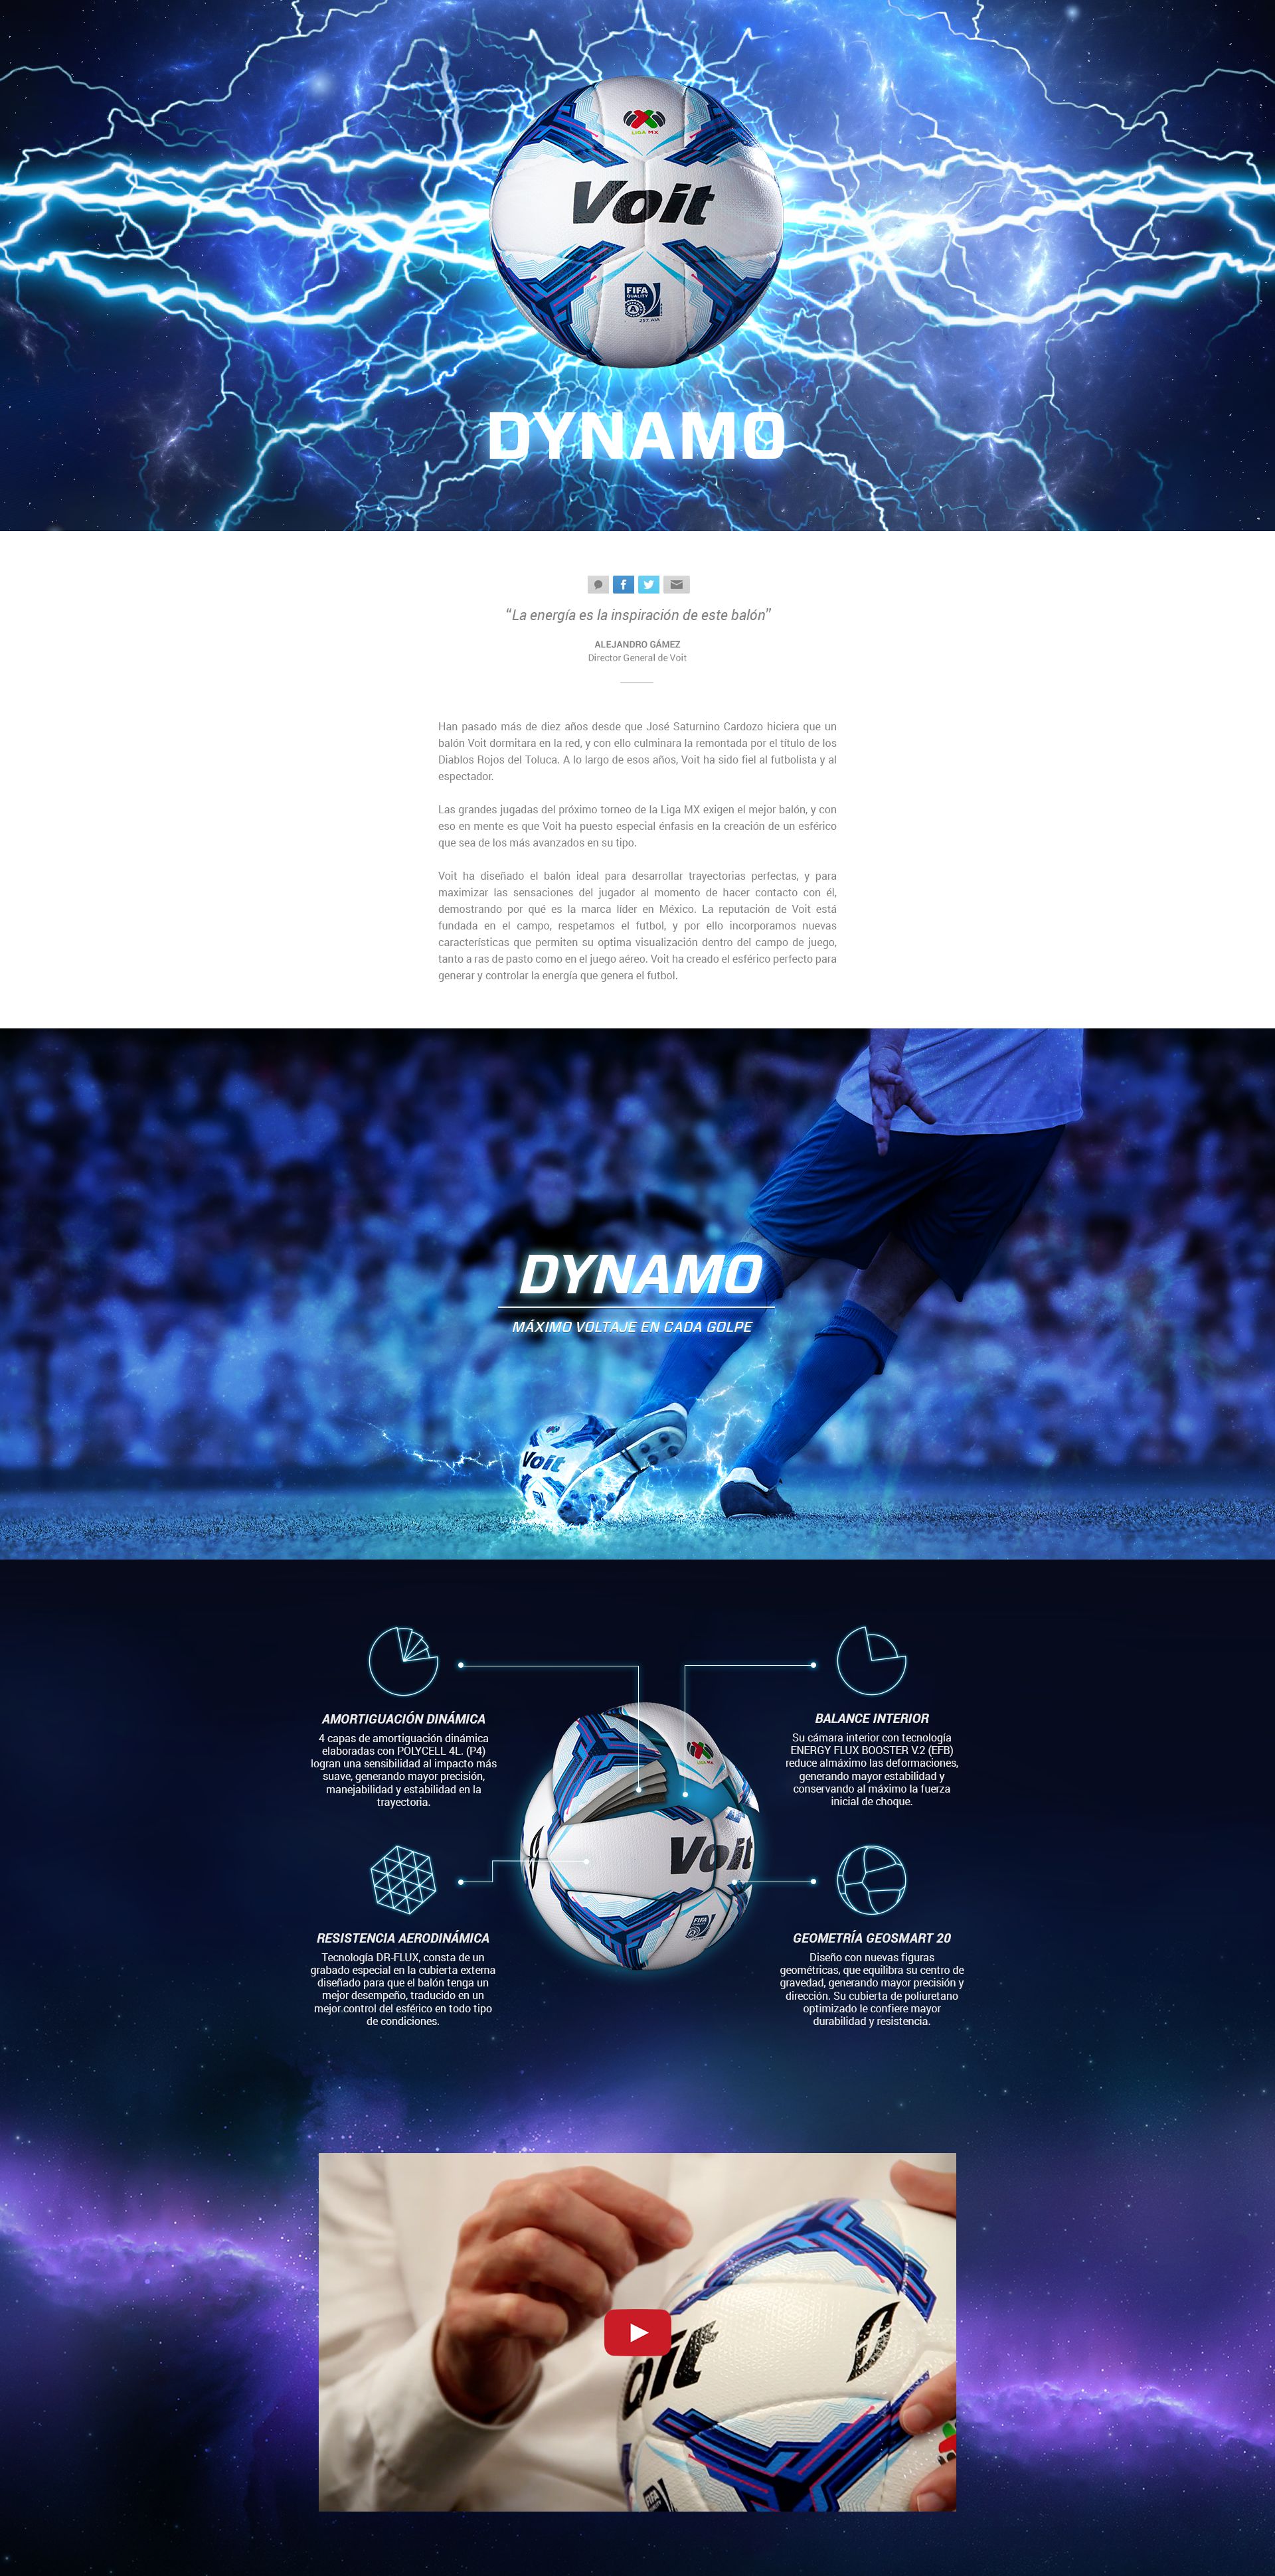 LIGA MX
Voit
FIFA
QUALITY
DYNAMO
“La energía es la inspiración de este balón”
ALEJANDRO GÁMEZ
Director General de Voit
Han pasado más de diez años desde que José Saturnino Cardozo hiciera que un
balón Voit dormitara en la red, y con ello culminara la remontada por el título de los
Diablos Rojos del Toluca. A lo largo de esos años, Voit ha sido fiel al futbolista y al
espectador.
Las grandes jugadas del próximo torneo de la Liga MX exigen el mejor balón, y con
eso en mente es que Voit ha puesto especial énfasis en la creación de un esférico
que sea de los más avanzados en su tipo.
Voit ha diseñado el balón ideal para desarrollar trayectorias perfectas, y para
maximizar las sensaciones del jugador al momento de hacer contacto con él,
demostrando por qué es la marca líder en México. La reputación de Voit está
fundada en el campo, respetamos el futbol, y por ello incorporamos nuevas
características que permiten su optima visualización dentro del campo de juego,
tanto a ras de pasto como en el juego aéreo. Voit ha creado el esférico perfecto para
generar y controlar la energía que genera el futbol.
DYNAMO
MÁXIMO VOLTAJE EN CADA GOLPE
Voit
AMORTIGUACIÓN DINÁMICA
4 capas de amortiguación dinámica
elaboradas con POLYCELL 4L. (P4)
logran una sensibilidad al impacto más
suave, generando mayor precisión,
manejabilidad y estabilidad en la
trayectoria.
BALANCE INTERIOR
Su cámara interior con tecnología
ENERGY FLUX BOOSTER V.2 (EFB)
reduce almáximo las deformaciones,
generando mayor estabilidad y
conservando al máximo la fuerza
inicial de choque.
Voit
FIFA
RESISTENCIA AERODINÁMICA
Tecnología DR-FLUX, consta de un
grabado especial en la cubierta externa
diseñado para que el balón tenga un
mejor desempeño, traducido en un
mejor control del esférico en todo tipo
de condiciones.
GEOMETRÍA GEOSMART 20
Diseño con nuevas figuras
geométricas, que equilibra su centro de
gravedad, generando mayor precisión y
dirección. Su cubierta de poliuretano
optimizado le confiere mayor
durabilidad y resistencia.
oit